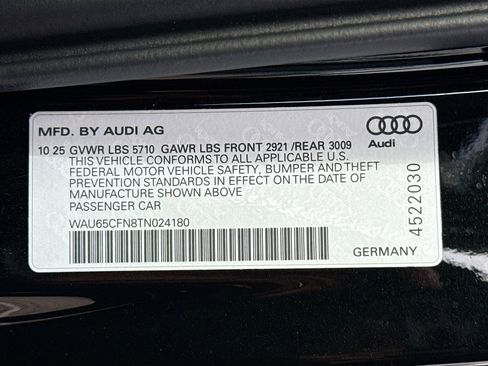 MFD. BY AUDI AG
Audi
10 25 GVWR LBS 5710 GAWR LBS FRONT 2921 /REAR 3009
THIS VEHICLE CONFORMS TO ALL APPLICABLE U.S.
FEDERAL MOTOR VEHICLE SAFETY, BUMPER AND THEFT
PREVENTION STANDARDS IN EFFECT ON THE DATE OF
MANUFACTURE SHOWN ABOVE
PASSENGER CAR
WAU65CFN8TN024180
GERMANY
4522030